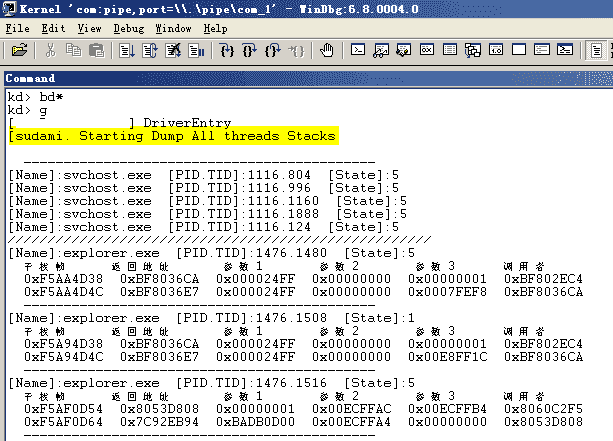 Kernel 'com:pipe,port=\\.\pipe\com_1' - WinDbg:6.8.0004.0
File Edit View Debug Window Help
Command
kd> bd*
kd> g
[ ] DriverEntry
[sudami. Starting Dump All threads Stacks
--------------------------------------------
[Name]:svchost.exe [PID.TID]:1116.804 [State]:5
[Name]:svchost.exe [PID.TID]:1116.996 [State]:5
[Name]:svchost.exe [PID.TID]:1116.1160 [State]:5
[Name]:svchost.exe [PID.TID]:1116.1888 [State]:5
[Name]:svchost.exe [PID.TID]:1116.124 [State]:5
/////////////////////////////////////////////////////
[Name]:explorer.exe [PID.TID]:1476.1480 [State]:5
子栈帧 返回地址 参数1 参数2 参数3 调用者
0xF5AA4D38 0xBF8036CA 0x000024FF 0x00000000 0x00000001 0xBF802EC4
0xF5AA4D4C 0xBF8036E7 0x000024FF 0x00000000 0x0007FEF8 0xBF8036CA
--------------------------------------------
[Name]:explorer.exe [PID.TID]:1476.1508 [State]:1
子栈帧 返回地址 参数1 参数2 参数3 调用者
0xF5A94D38 0xBF8036CA 0x000024FF 0x00000000 0x00000001 0xBF802EC4
0xF5A94D4C 0xBF8036E7 0x000024FF 0x00000000 0x00E8FF1C 0xBF8036CA
--------------------------------------------
[Name]:explorer.exe [PID.TID]:1476.1516 [State]:5
子栈帧 返回地址 参数1 参数2 参数3 调用者
0xF5AF0D54 0x8053D808 0x00000001 0x00ECFFAC 0x00ECFFB4 0x8060C2F5
0xF5AF0D64 0x7C92EB94 0xBADB0D00 0x00ECFFA4 0x00000000 0x8053D808
--------------------------------------------